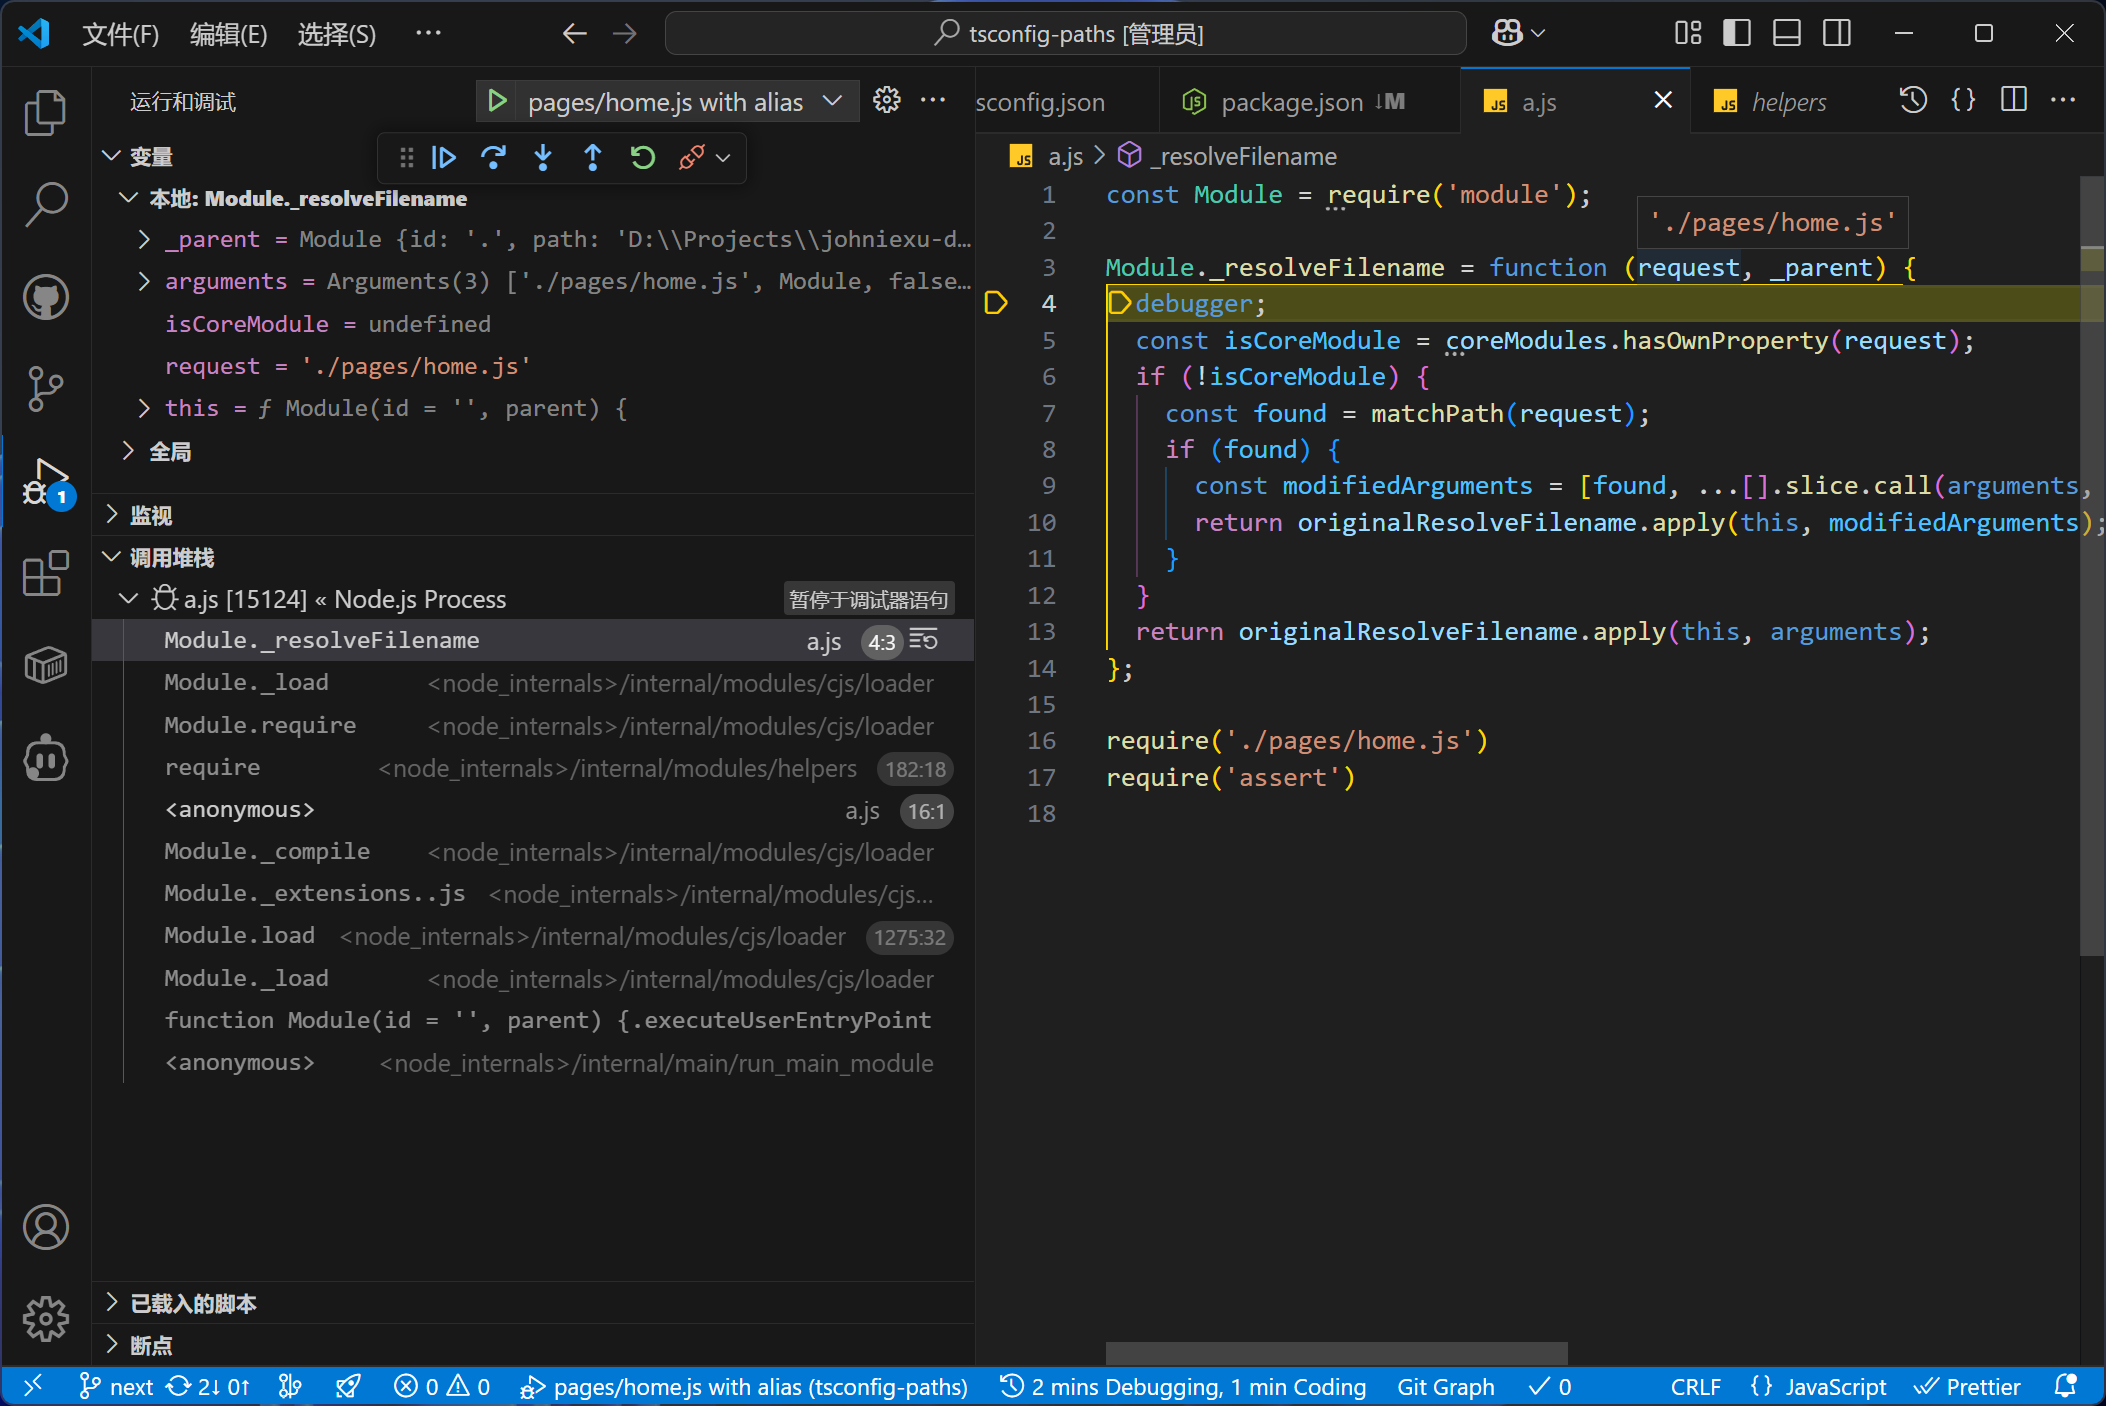 文件(F) 编辑(E) 选择(S) ··· tsconfig-paths [管理员]
运行和调试 pages/home.js with alias ···
变量
本地: Module._resolveFilename
_parent = Module {id: '.', path: 'D:\\Projects\\johniexu-d…
arguments = Arguments(3) ['./pages/home.js', Module, false…
isCoreModule = undefined
request = './pages/home.js'
this = ƒ Module(id = '', parent) {
全局
监视
调用堆栈
a.js [15124] « Node.js Process 暂停于调试器语句
Module._resolveFilename a.js 4:3
Module._load <node_internals>/internal/modules/cjs/loader
Module.require <node_internals>/internal/modules/cjs/loader
require <node_internals>/internal/modules/helpers 182:18
<anonymous> a.js 16:1
Module._compile <node_internals>/internal/modules/cjs/loader
Module._extensions..js <node_internals>/internal/modules/cjs…
Module.load <node_internals>/internal/modules/cjs/loader 1275:32
Module._load <node_internals>/internal/modules/cjs/loader
function Module(id = '', parent) {.executeUserEntryPoint
<anonymous> <node_internals>/internal/main/run_main_module
已载入的脚本
断点
1
sconfig.json package.json ↓M JS a.js JS helpers {} ···
JS a.js > _resolveFilename
'./pages/home.js'
1 const Module = require('module');
2
3 Module._resolveFilename = function (request, _parent) {
4 debugger;
5 const isCoreModule = coreModules.hasOwnProperty(request);
6 if (!isCoreModule) {
7 const found = matchPath(request);
8 if (found) {
9 const modifiedArguments = [found, ...[].slice.call(arguments,
10 return originalResolveFilename.apply(this, modifiedArguments);
11 }
12 }
13 return originalResolveFilename.apply(this, arguments);
14 };
15
16 require('./pages/home.js')
17 require('assert')
18
next 2↓ 0↑ 0 0 pages/home.js with alias (tsconfig-paths) 2 mins Debugging, 1 min Coding Git Graph 0 CRLF {} JavaScript Prettier